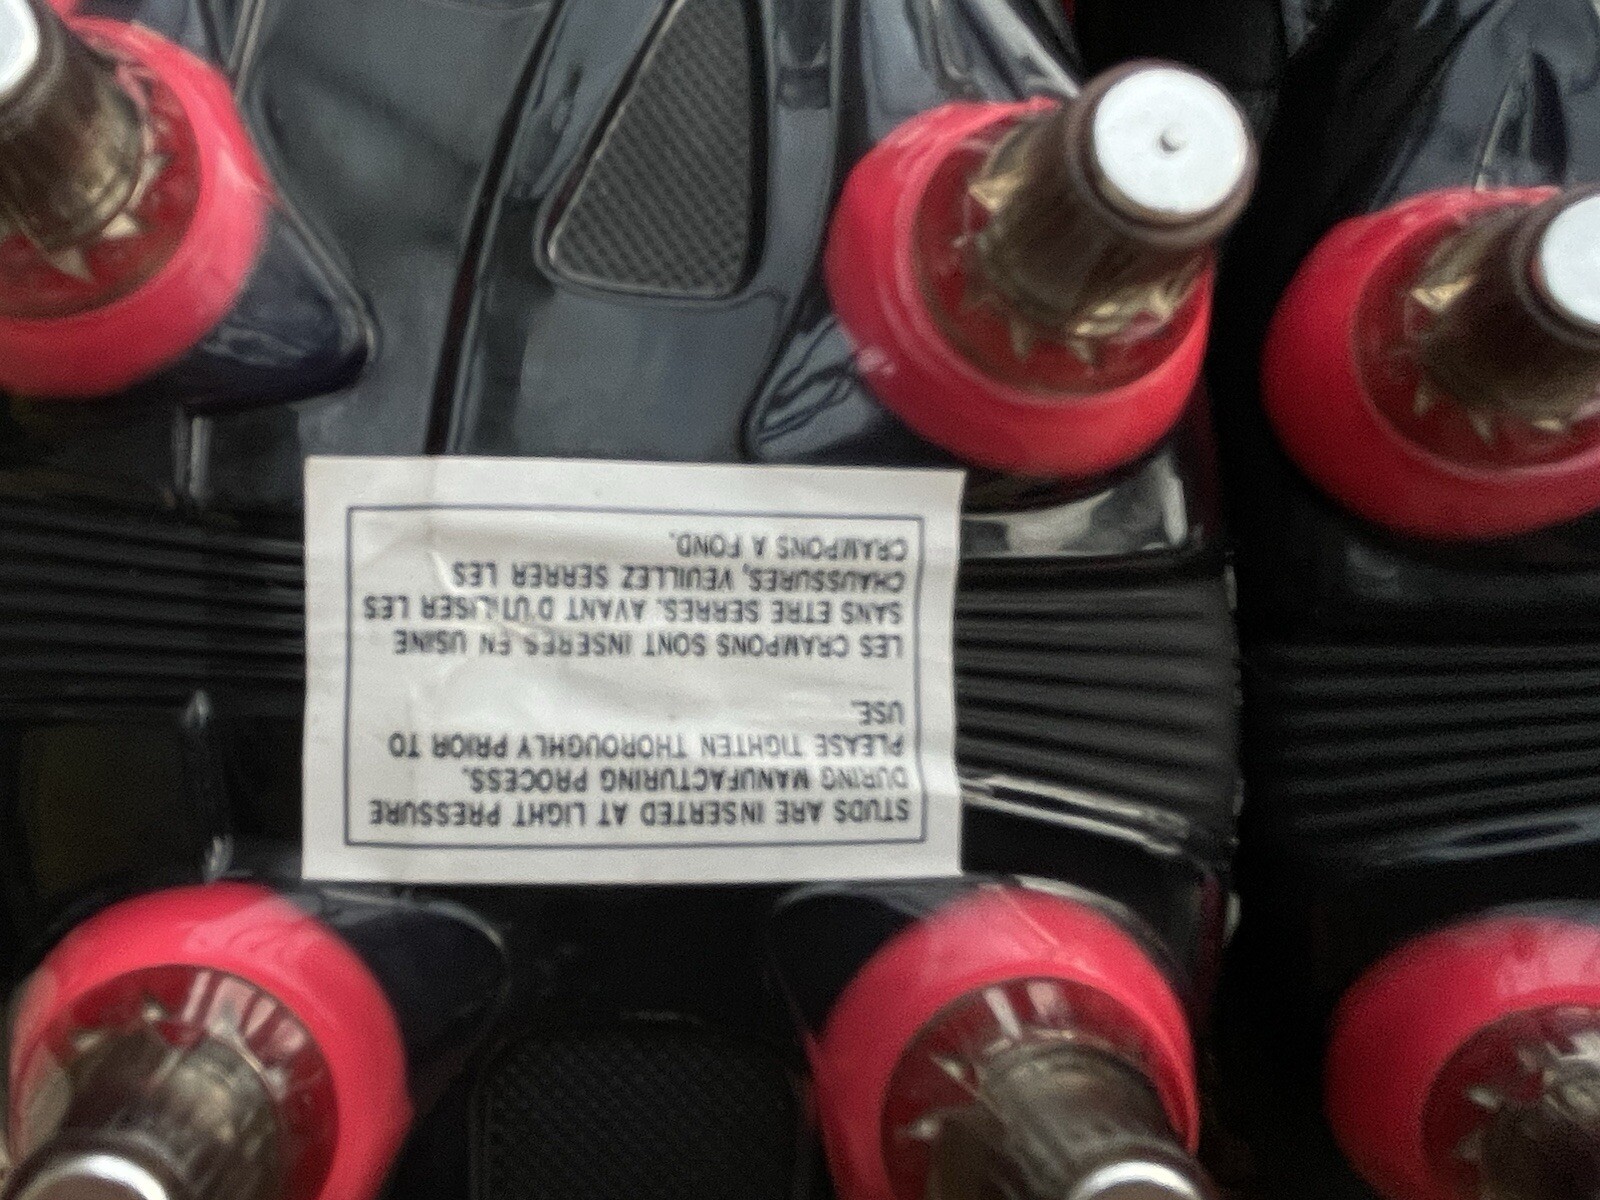 STUDS ARE INSERTED AT LIGHT PRESSURE
DURING MANUFACTURING PROCESS.
PLEASE TIGHTEN THOROUGHLY PRIOR TO
USE.
LES CRAMPONS SONT INSERES EN USINE
SANS ETRE SERRES. AVANT D'UTILISER LES
CHAUSSURES, VEUILLEZ SERRER LES
CRAMPONS A FOND.